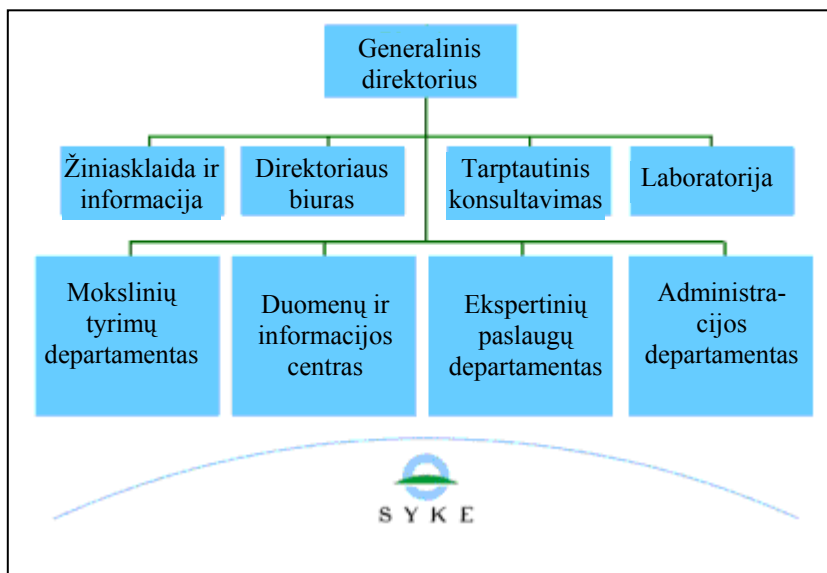 Generalinis
direktorius
Žiniasklaida ir
informacija
Direktoriaus
biuras
Tarptautinis
konsultavimas
Laboratorija
Mokslinių
tyrimų
departamentas
Duomenų ir
informacijos
centras
Ekspertinių
paslaugų
departamentas
Administra-
cijos
departamentas
S Y K E